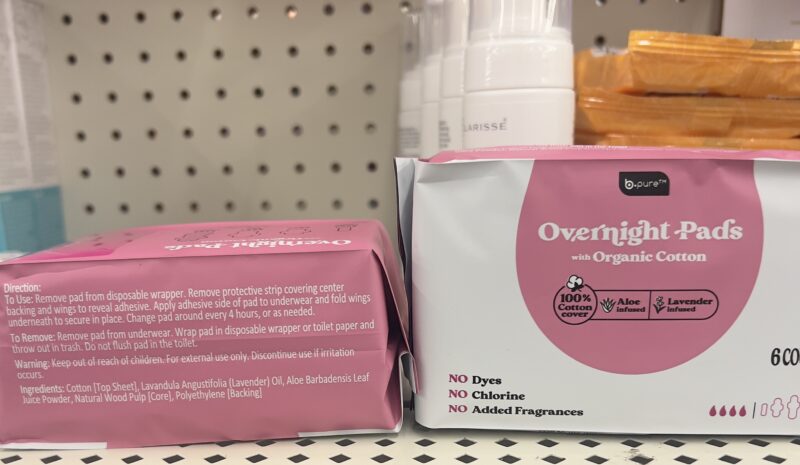 LARISSE
b.pure™
Overnight Pads
with Organic Cotton
100%
Cotton
cover
Aloe
infused
Lavender
infused
NO Dyes
NO Chlorine
NO Added Fragrances
6 CO
Overnight Pads
Direction:
To Use: Remove pad from disposable wrapper. Remove protective strip covering center
backing and wings to reveal adhesive. Apply adhesive side of pad to underwear and fold wings
underneath to secure in place. Change pad around every 4 hours, or as needed.
To Remove: Remove pad from underwear. Wrap pad in disposable wrapper or toilet paper and
throw out in trash. Do not flush pad in the toilet.
Warning: Keep out of reach of children. For external use only. Discontinue use if irritation
occurs.
Ingredients: Cotton [Top Sheet], Lavandula Angustifolia (Lavender) Oil, Aloe Barbadensis Leaf
Juice Powder, Natural Wood Pulp [Core], Polyethylene [Backing]